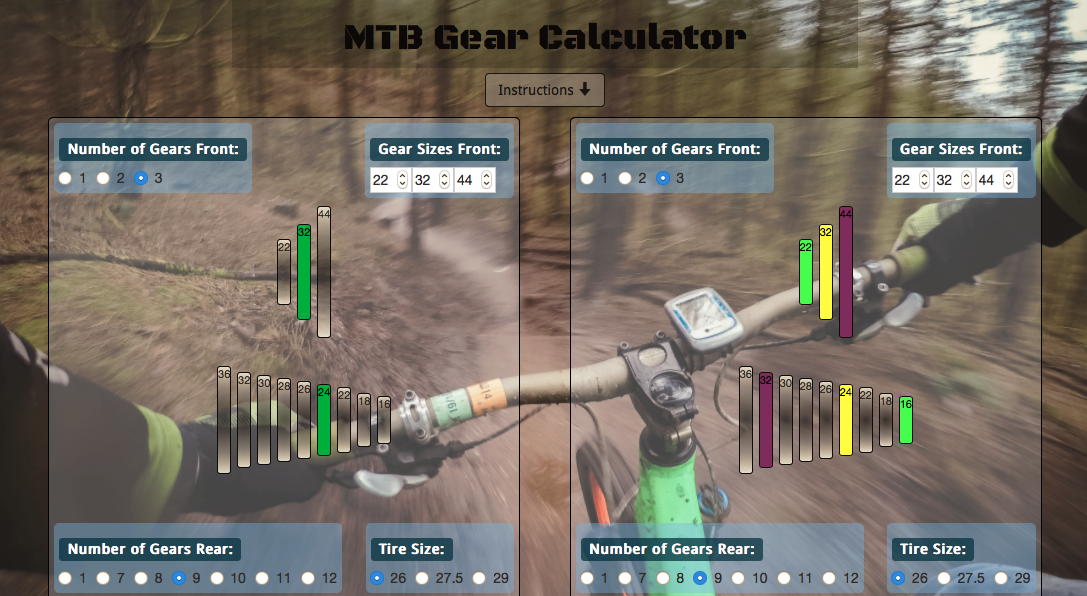 MTB Gear Calculator
Instructions
Number of Gears Front:
1 2 3
Gear Sizes Front:
22 32 44
44
32
22
36 32 30 28 26 24 22 18 16
Number of Gears Rear:
1 7 8 9 10 11 12
Tire Size:
26 27.5 29
Number of Gears Front:
1 2 3
Gear Sizes Front:
22 32 44
44
32
22
36 32 30 28 26 24 22 18 16
Number of Gears Rear:
1 7 8 9 10 11 12
Tire Size:
26 27.5 29